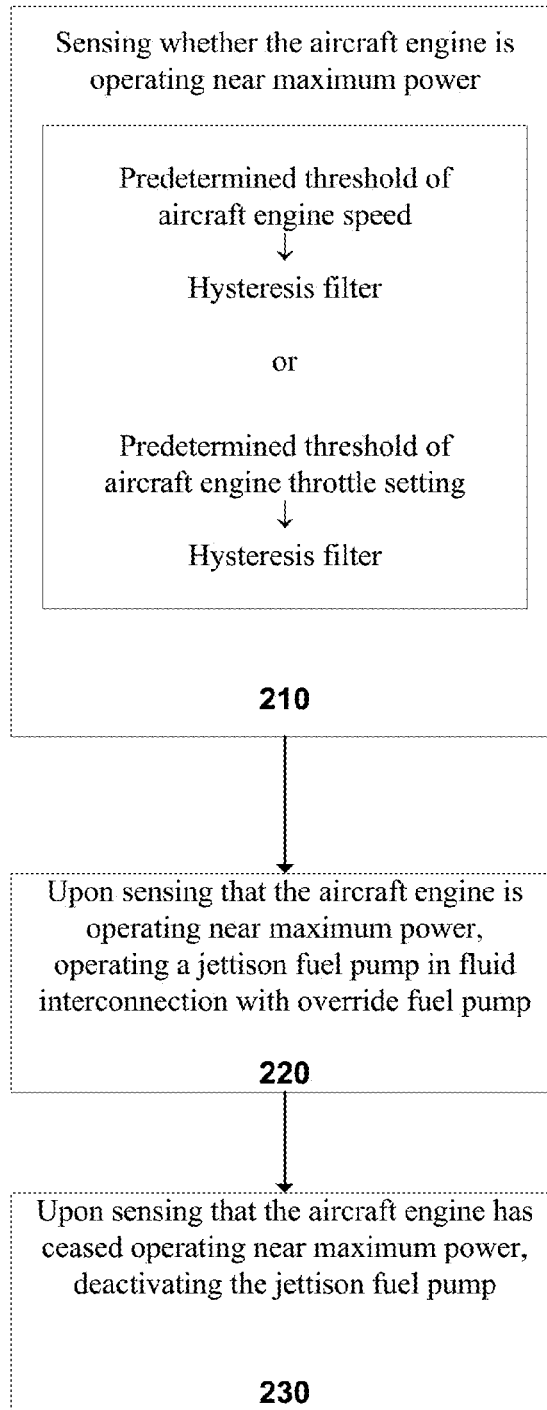 Sensing whether the aircraft engine is
operating near maximum power
Predetermined threshold of
aircraft engine speed
↓
Hysteresis filter
or
Predetermined threshold of
aircraft engine throttle setting
↓
Hysteresis filter
210
Upon sensing that the aircraft engine is
operating near maximum power,
operating a jettison fuel pump in fluid
interconnection with override fuel pump
220
Upon sensing that the aircraft engine has
ceased operating near maximum power,
deactivating the jettison fuel pump
230